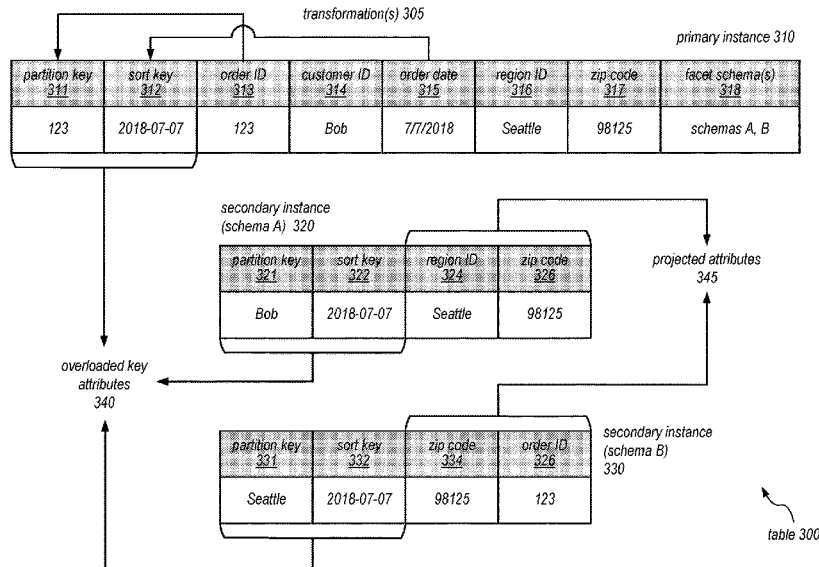 transformation(s) 305
primary instance 310
partition key sort key order ID customer ID order date region ID zip code facet schema(s)
311 312 313 314 315 316 317 318
123 2018-07-07 123 Bob 7/7/2018 Seattle 98125 schemas A, B
secondary instance
(schema A) 320
partition key sort key region ID zip code
321 322 324 326
Bob 2018-07-07 Seattle 98125
projected attributes
345
overloaded key
attributes
340
partition key sort key zip code order ID
331 332 334 326
Seattle 2018-07-07 98125 123
secondary instance
(schema B)
330
table 300